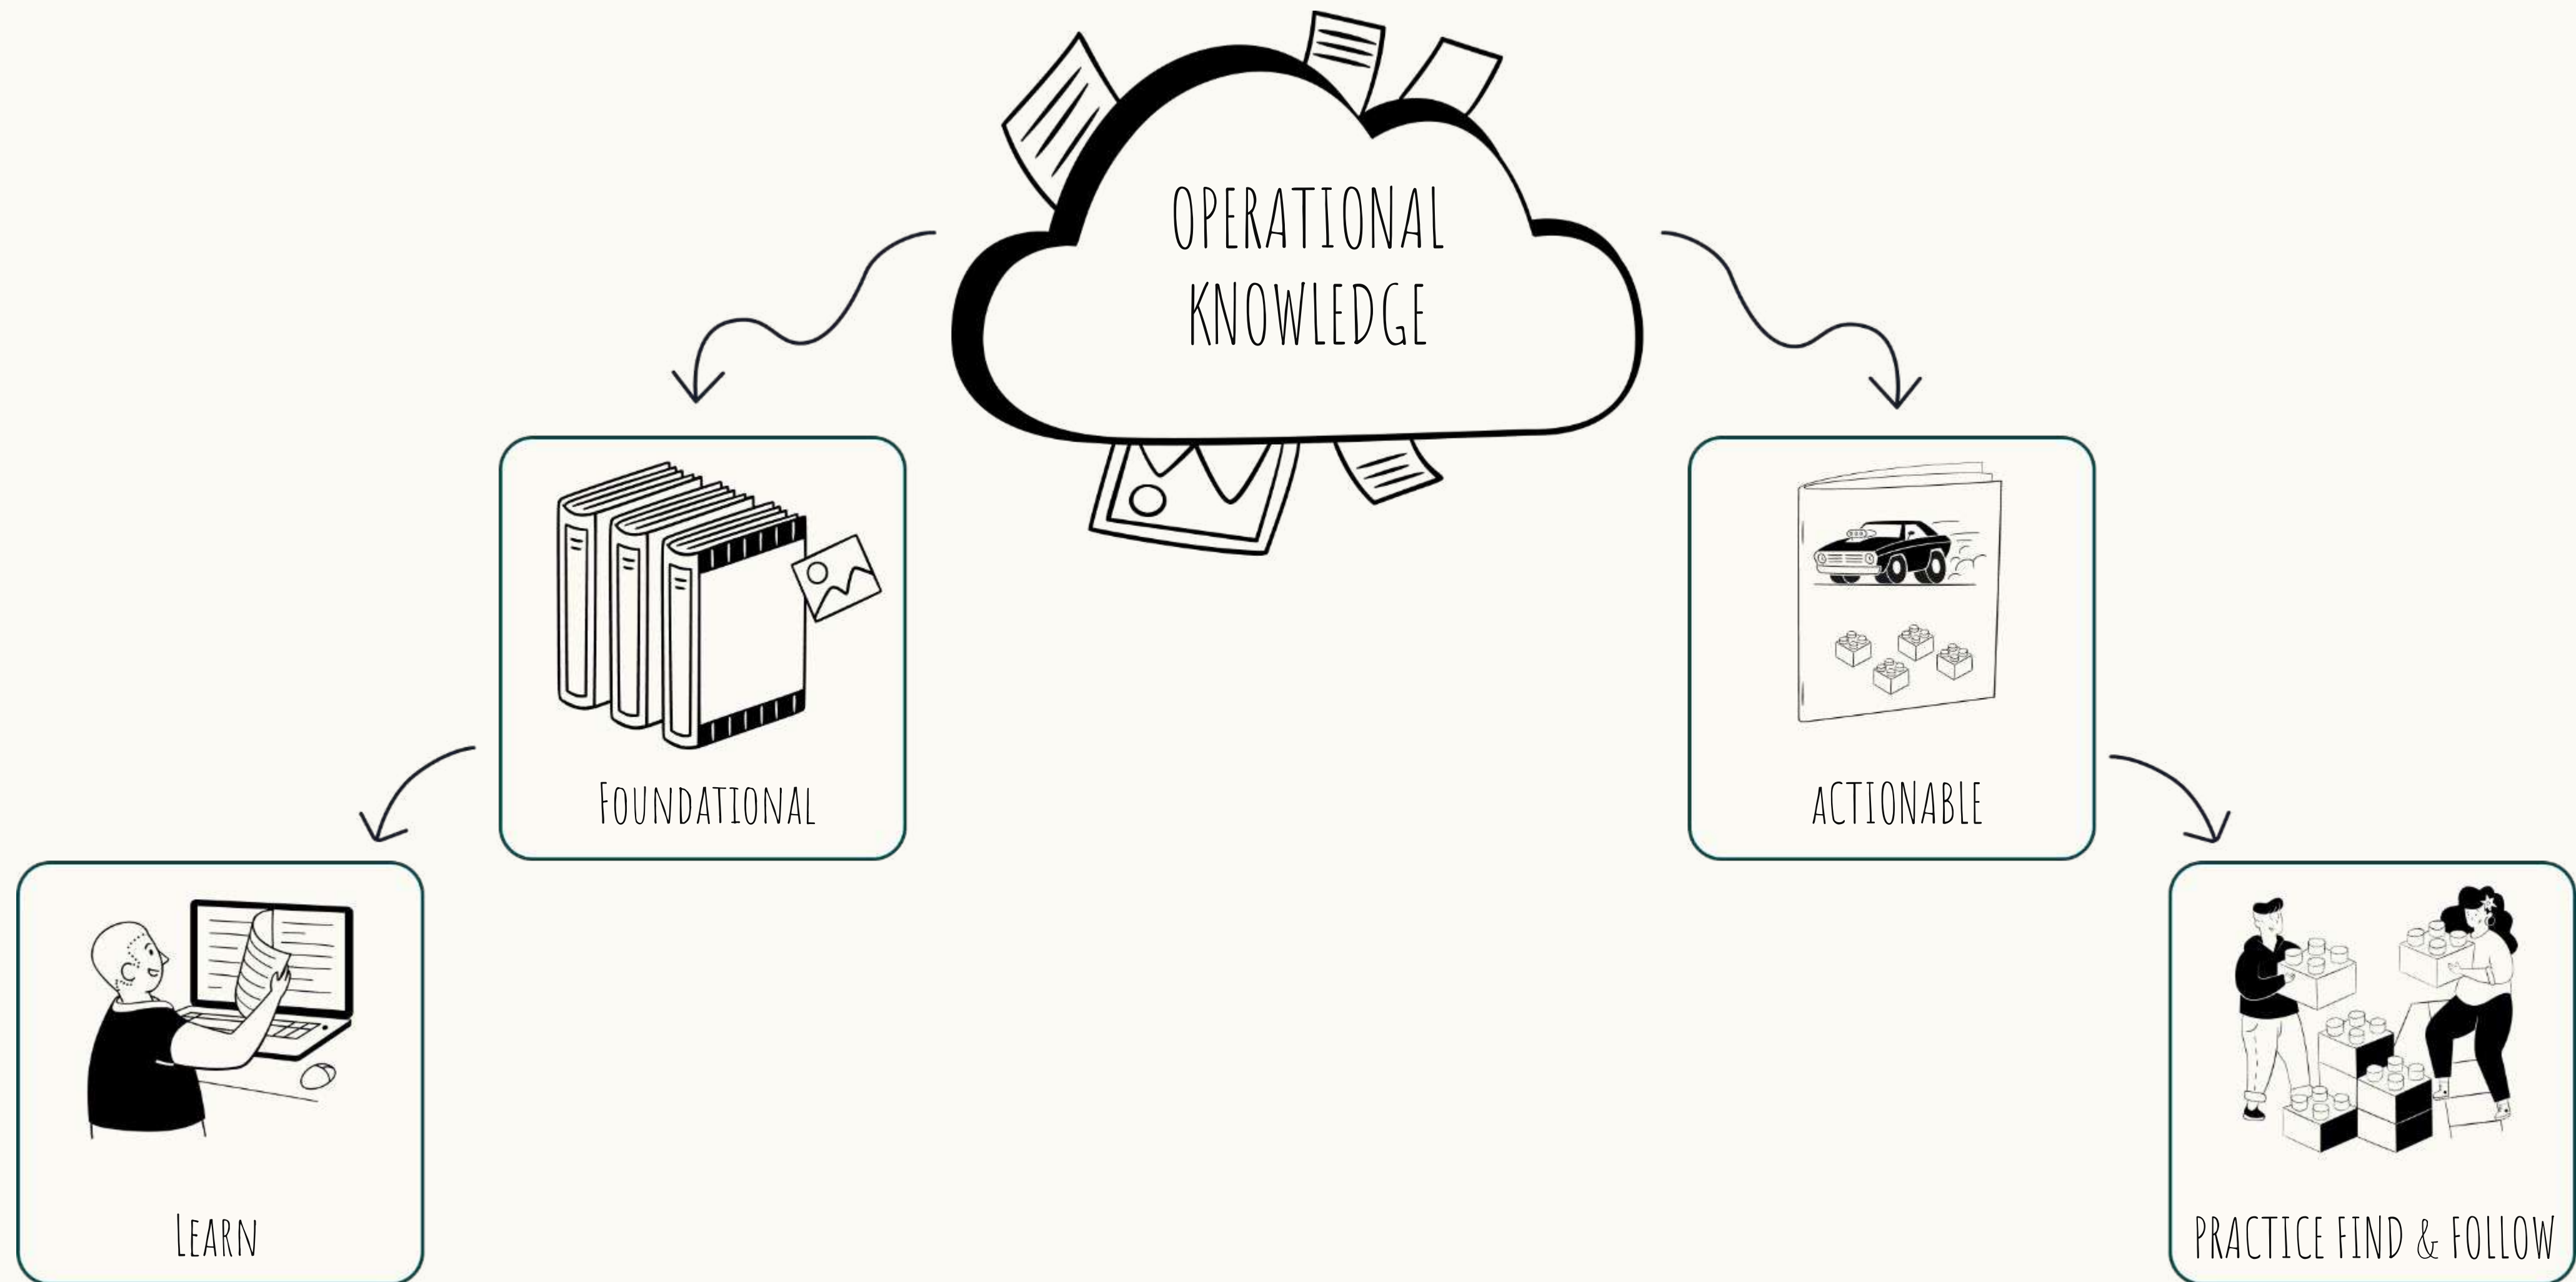 OPERATIONAL
KNOWLEDGE
FOUNDATIONAL
ACTIONABLE
LEARN
PRACTICE FIND & FOLLOW